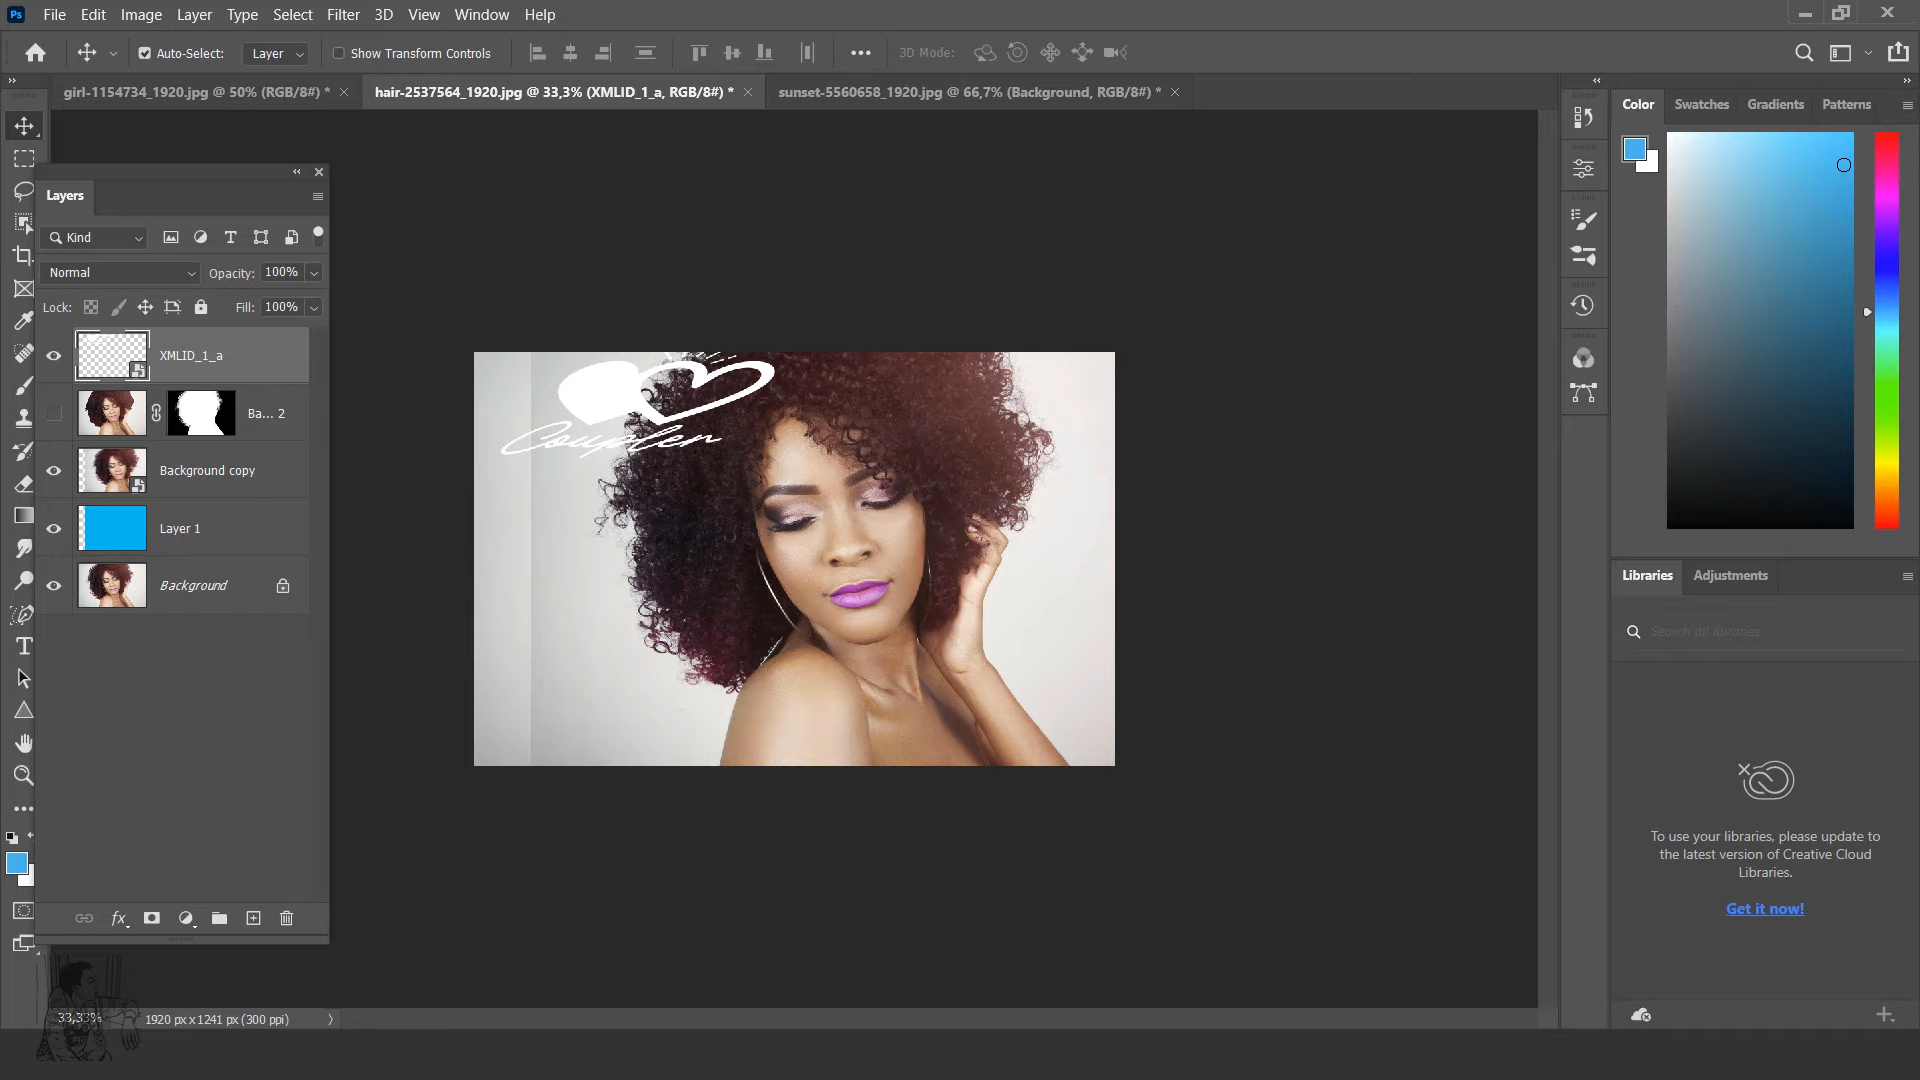 Ps File Edit Image Layer Type Select Filter 3D View Window Help
Auto-Select: Layer Show Transform Controls 3D Mode:
girl-1154734_1920.jpg @ 50% (RGB/8#) *
hair-2537564_1920.jpg @ 33,3% (XMLID_1_a, RGB/8#) *
sunset-5560658_1920.jpg @ 66,7% (Background, RGB/8#) *
Color Swatches Gradients Patterns
Layers
Kind
Normal Opacity: 100%
Lock: Fill: 100%
XMLID_1_a
Ba... 2
Background copy
Layer 1
Background
fx
Coupler
Libraries Adjustments
Search all libraries
To use your libraries, please update to
the latest version of Creative Cloud
Libraries.
Get it now!
33,33% 1920 px x 1241 px (300 ppi)